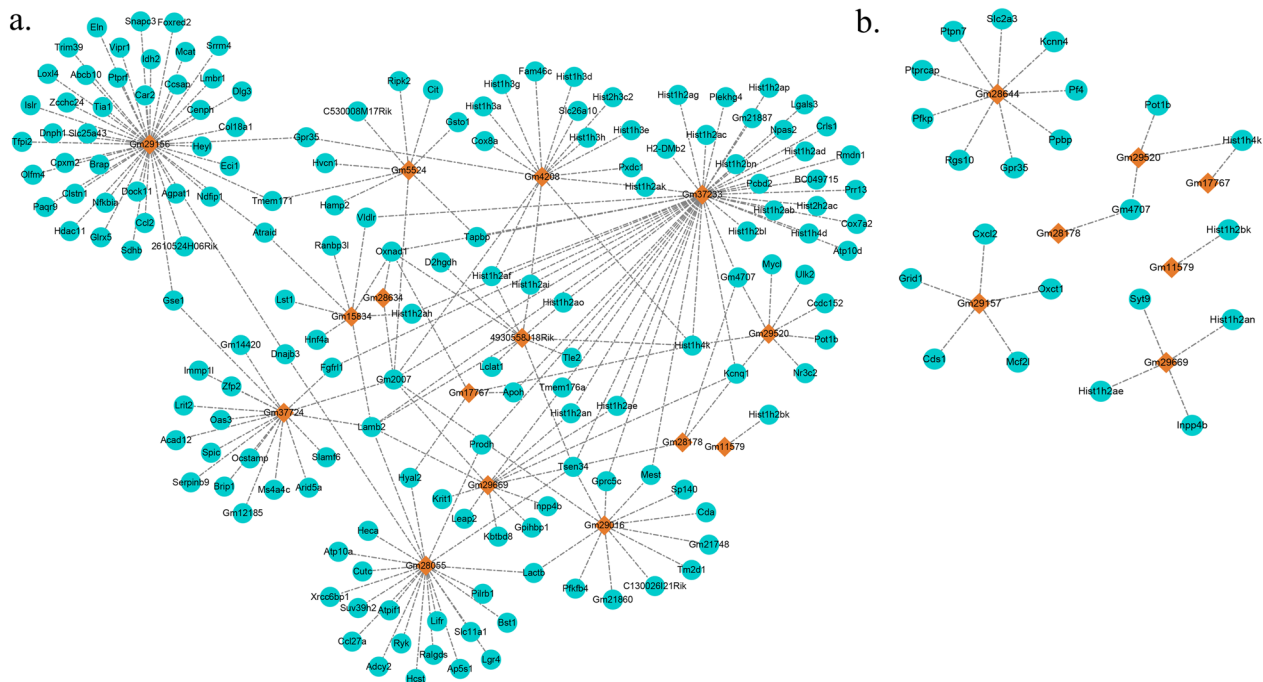 a.
b.
Snapc3
Foxred2
Eln
Trim39
Vipr1
Idh2
Mcat
Srrm4
Loxl4
Abcb10
Ptprf
Ccsap
Lmbr1
Islr
Zcchc24
Tia1
Car2
Cenph
Dlg3
Tfpi2
Dnph1
Slc25a43
Gm29156
Col18a1
Heyl
Olfm4
Cpxm2
Brap
Eci1
Paqr9
Clstn1
Nfkbia
Dock11
Agpat1
Ndfip1
Hdac11
Glrx5
Ccl2
Sdhb
2610524H06Rik
Tmem171
Atraid
Gpr35
Ripk2
Cit
C530008M17Rik
Gsto1
Hvcn1
Gm5524
Hamp2
Fam46c
Hist1h3d
Hist1h3g
Slc26a10
Hist2h3c2
Hist1h3a
Hist1h3h
Hist1h3e
Cox8a
Gm4208
Pxdc1
Hist1h2ak
Hist1h2ag
Plekhg4
Hist1h2ap
Gm21887
Lgals3
Hist1h2ac
Npas2
Crls1
H2-DMb2
Hist1h2bn
Hist1h2ad
Rmdn1
Pcbd2
BC049715
Prr13
Gm37233
Hist1h2ab
Hist2h2ac
Cox7a2
Hist1h2bl
Hist1h4d
Atp10d
Vldlr
Ranbp3l
Oxnad1
Tapbp
D2hgdh
Hist1h2af
Hist1h2ai
Hist1h2ao
Gm4707
Mycl
Ulk2
Ccdc152
Gse1
Lst1
Gm28634
Gm15834
Hist1h2ah
Hnf4a
4930558J18Rik
Hist1h4k
Gm29520
Pot1b
Gm14420
Dnajb3
Fgfrl1
Lclat1
Tle2
Kcnq1
Nr3c2
Immp1l
Zfp2
Gm2007
Gm17767
Apoh
Tmem176a
Lrit2
Oas3
Gm37724
Hist1h2an
Hist1h2ae
Hist1h2bk
Acad12
Spic
Ocstamp
Slamf6
Lamb2
Prodh
Gm28178
Gm11579
Serpinb9
Brip1
Ms4a4c
Arid5a
Gm12185
Hyal2
Tsen34
Gprc5c
Mest
Gm29669
Krit1
Inpp4b
Leap2
Gpihbp1
Kbtbd8
Sp140
Cda
Gm29016
Gm21748
Heca
Atp10a
Cutc
Gm28055
Lactb
Tm2d1
C130026I21Rik
Pfkfb4
Gm21860
Xrcc6bp1
Suv39h2
Atpif1
Pilrb1
Lifr
Bst1
Ccl27a
Ryk
Slc11a1
Adcy2
Ralgds
Lgr4
Hcst
Ap5s1
Slc2a3
Ptpn7
Kcnn4
Ptprcap
Gm28644
Pf4
Pfkp
Ppbp
Rgs10
Gpr35
Pot1b
Hist1h4k
Gm29520
Gm17767
Gm4707
Gm28178
Hist1h2bk
Gm11579
Cxcl2
Grid1
Oxct1
Gm29157
Cds1
Mcf2l
Syt9
Hist1h2an
Gm29669
Hist1h2ae
Inpp4b